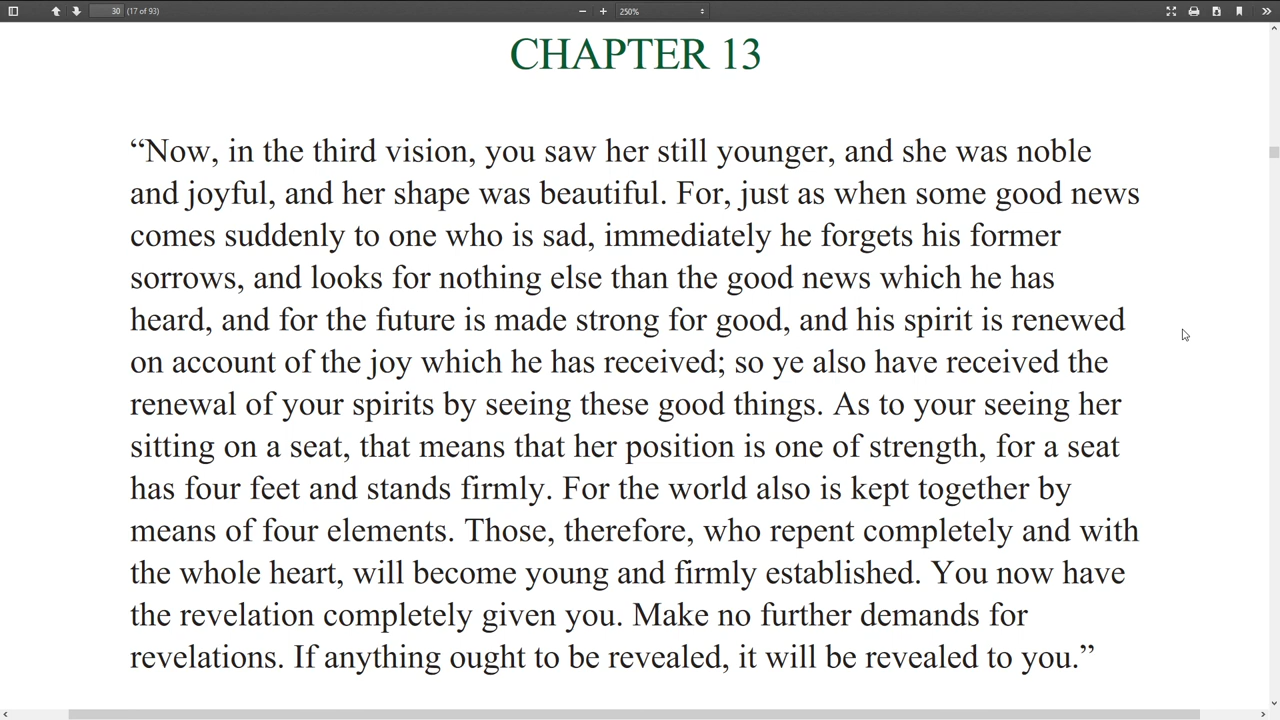 30 (17 of 93) 250%
CHAPTER 13
“Now, in the third vision, you saw her still younger, and she was noble
and joyful, and her shape was beautiful. For, just as when some good news
comes suddenly to one who is sad, immediately he forgets his former
sorrows, and looks for nothing else than the good news which he has
heard, and for the future is made strong for good, and his spirit is renewed
on account of the joy which he has received; so ye also have received the
renewal of your spirits by seeing these good things. As to your seeing her
sitting on a seat, that means that her position is one of strength, for a seat
has four feet and stands firmly. For the world also is kept together by
means of four elements. Those, therefore, who repent completely and with
the whole heart, will become young and firmly established. You now have
the revelation completely given you. Make no further demands for
revelations. If anything ought to be revealed, it will be revealed to you.”